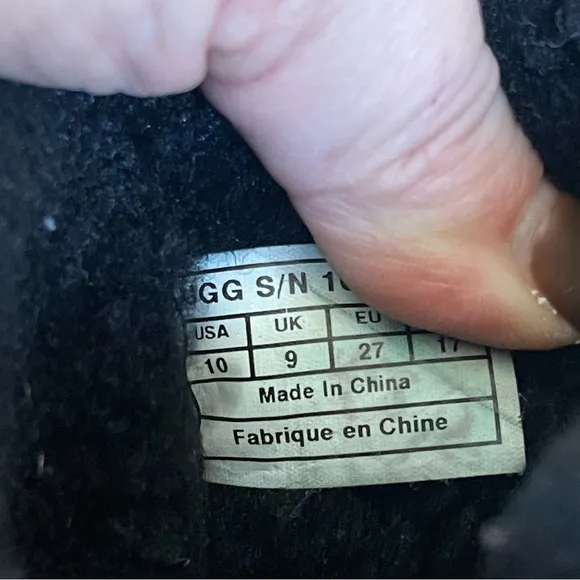 GG S/N 1
USA UK EU
10 9 27 17
Made In China
Fabrique en Chine